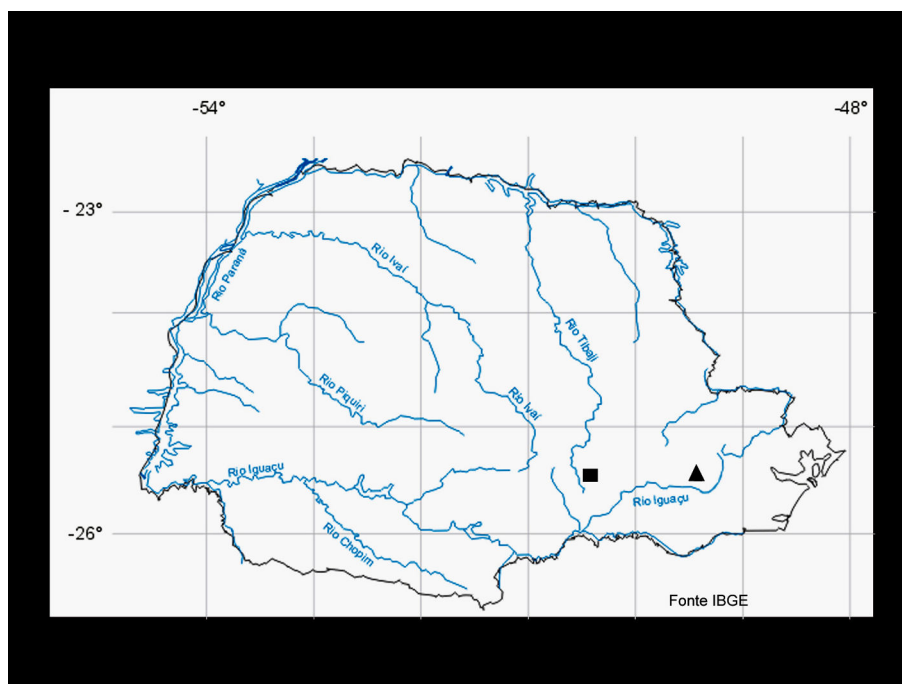 -54°
-48°
- 23°
Rio Paraná
Rio Ivaí
Rio Tibaji
Rio Piquiri
Rio Ivaí
Rio Iguaçu
Rio Iguaçu
-26°
Rio Chopim
Fonte IBGE